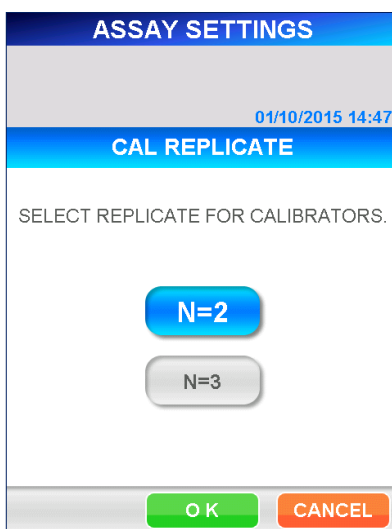 ASSAY SETTINGS
01/10/2015 14:47
CAL REPLICATE
SELECT REPLICATE FOR CALIBRATORS.
N=2
N=3
OK CANCEL